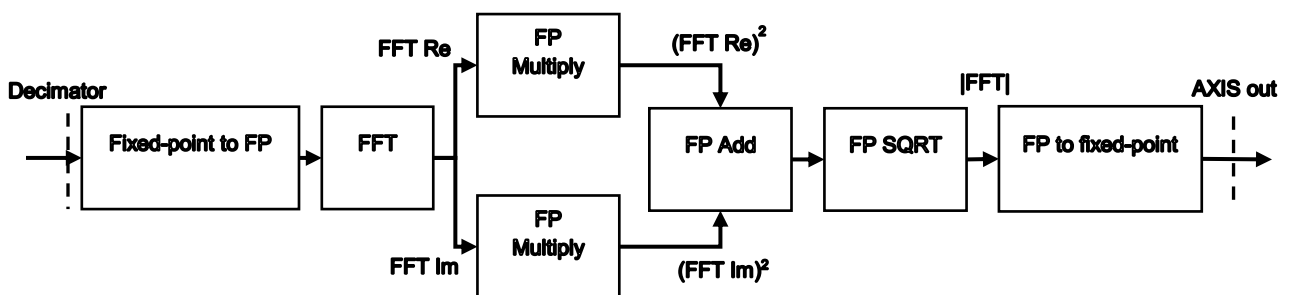 Decimator
Fixed-point to FP
FFT
FFT Re
FFT Im
FP
Multiply
FP
Multiply
(FFT Re)²
(FFT Im)²
FP Add
FP SQRT
|FFT|
FP to fixed-point
AXIS out